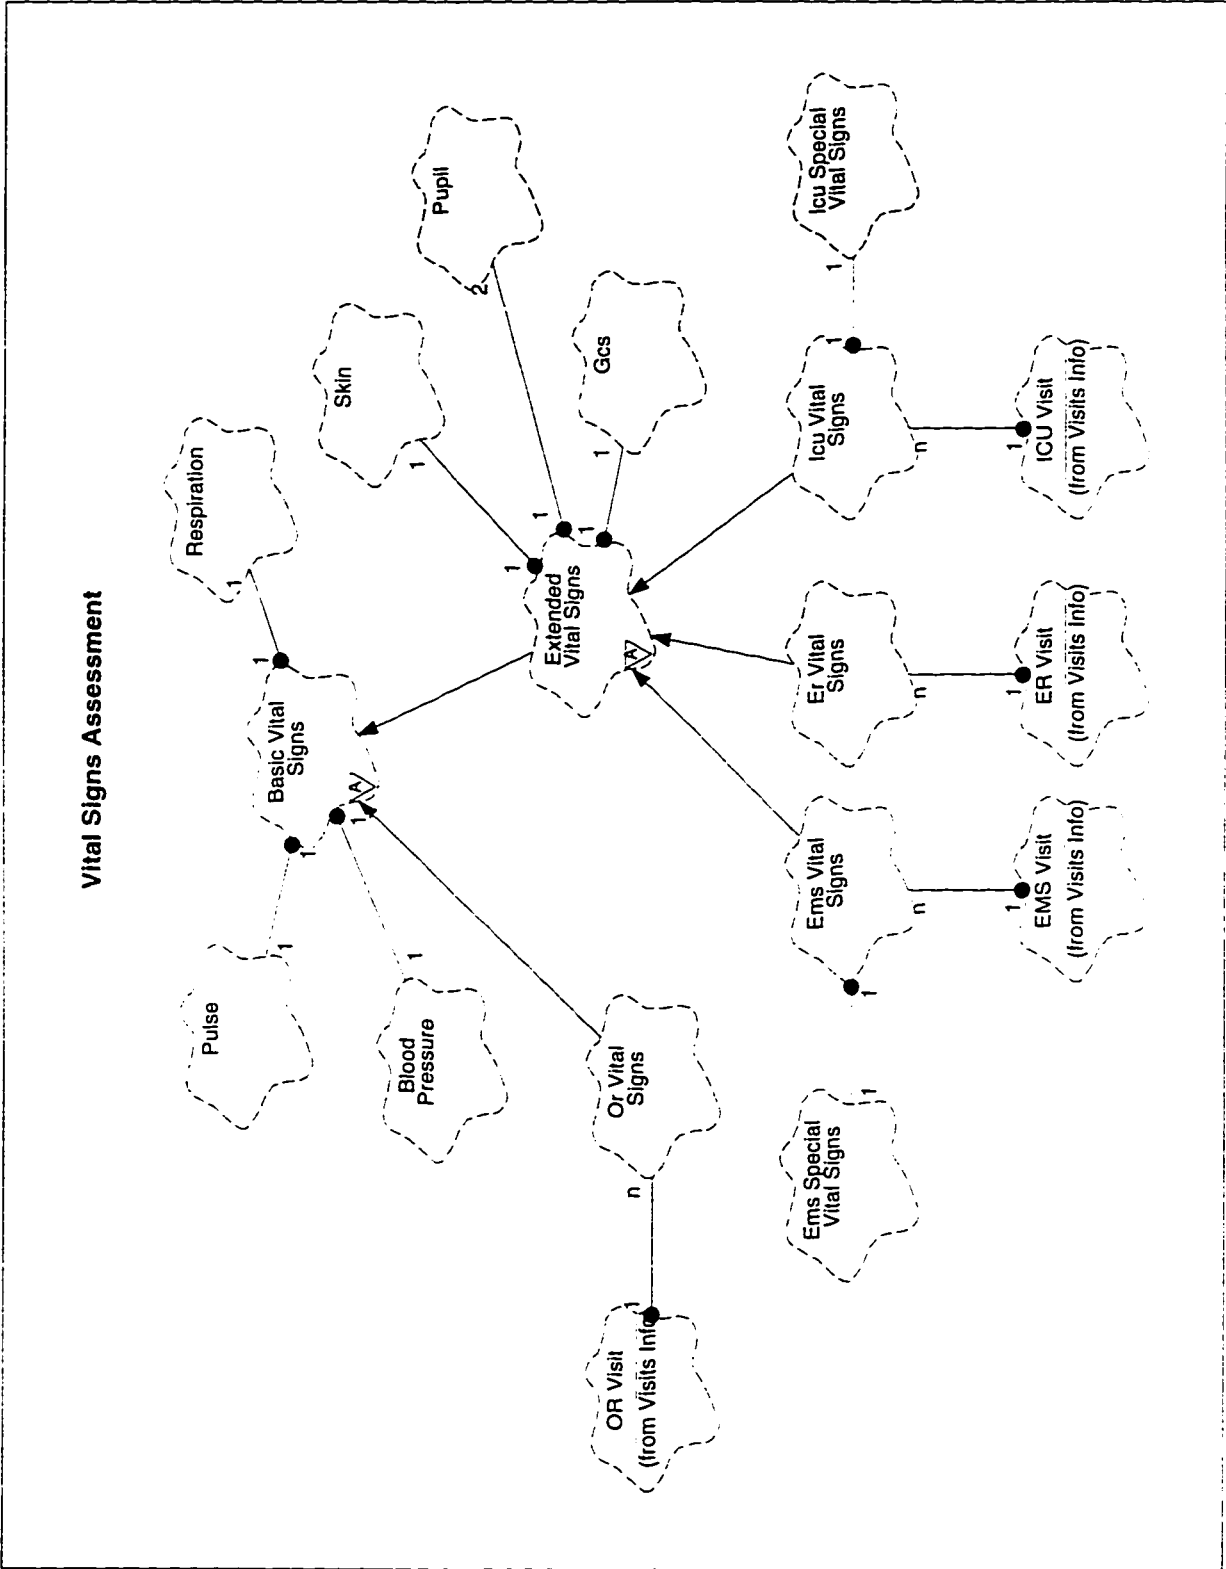 Vital Signs Assessment
Pulse
1
1
Basic Vital
Signs
A
1
1
1
Respiration
1
Blood
Pressure
1
Skin
1
Pupil
2
Extended
Vital Signs
A
1
1
1
Gcs
1
OR Visit
(from Visits Info
1
n
Or Vital
Signs
Ems Special
Vital Signs
1
1
Ems Vital
Signs
n
Er Vital
Signs
n
Icu Vital
Signs
1
n
1
Icu Special
Vital Signs
1
EMS Visit
(from Visits Info)
1
ER Visit
(from Visits Info)
1
ICU Visit
(from Visits Info)